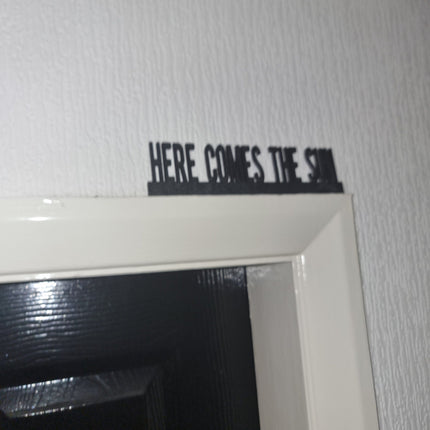 HERE COMES THE SUN